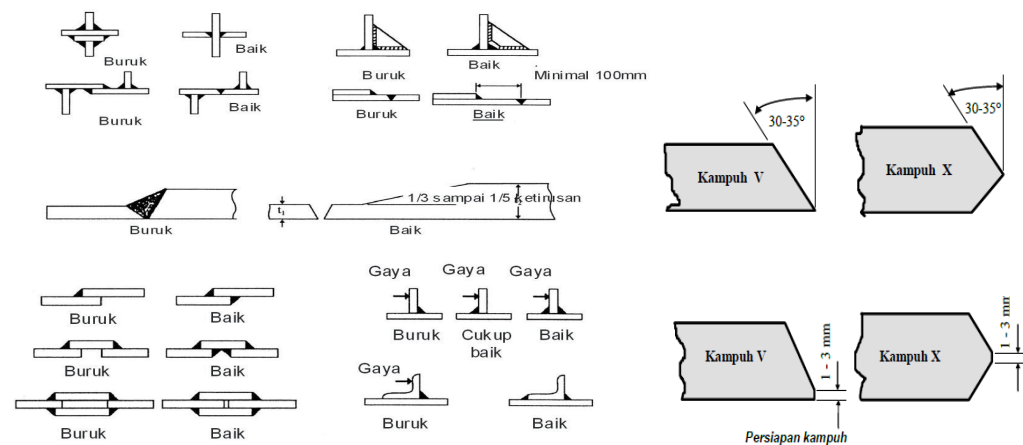 Buruk
Baik
Buruk
Baik
Minimal 100mm
Buruk
Baik
Buruk
Baik
30-35°
30-35°
Kampuh V
Kampuh X
t₁
1/3 sampai 1/5 ketirusan
Buruk
Baik
Gaya
Gaya
Gaya
Buruk
Baik
Buruk
Cukup
baik
Baik
Buruk
Baik
Gaya
Buruk
Baik
Buruk
Baik
Kampuh V
1 - 3 mm
Kampuh X
1 - 3 mm
Persiapan kampuh